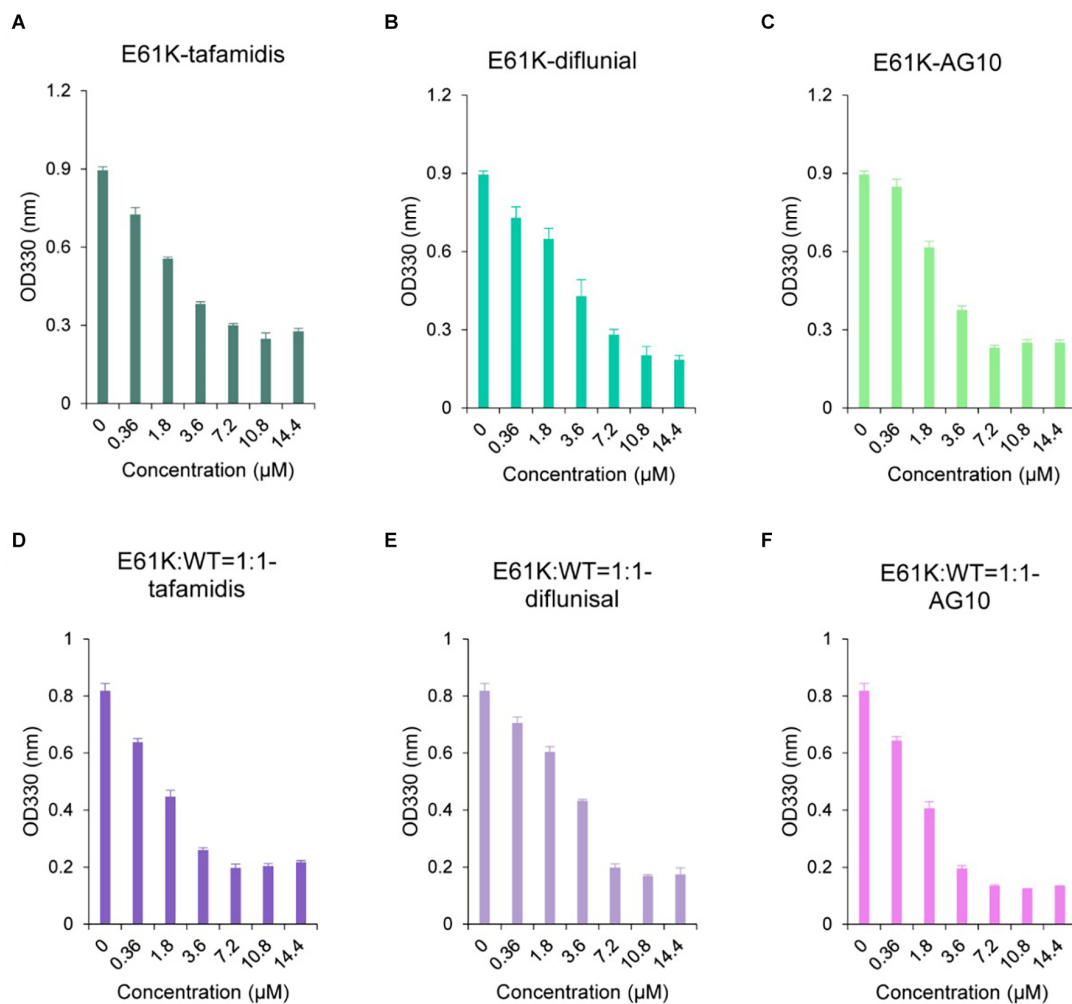 A
E61K-tafamidis
1.2
0.9
0.6
0.3
0
OD330 (nm)
0
0.36
1.8
3.6
7.2
10.8
14.4
Concentration (µM)
B
E61K-diflunial
1.2
0.9
0.6
0.3
0
OD330 (nm)
0
0.36
1.8
3.6
7.2
10.8
14.4
Concentration (µM)
C
E61K-AG10
1.2
0.9
0.6
0.3
0
OD330 (nm)
0
0.36
1.8
3.6
7.2
10.8
14.4
Concentration (µM)
D
E61K:WT=1:1-
tafamidis
1
0.8
0.6
0.4
0.2
0
OD330 (nm)
0
0.36
1.8
3.6
7.2
10.8
14.4
Concentration (µM)
E
E61K:WT=1:1-
diflunisal
1
0.8
0.6
0.4
0.2
0
OD330 (nm)
0
0.36
1.8
3.6
7.2
10.8
14.4
Concentration (µM)
F
E61K:WT=1:1-
AG10
1
0.8
0.6
0.4
0.2
0
OD330 (nm)
0
0.36
1.8
3.6
7.2
10.8
14.4
Concentration (µM)